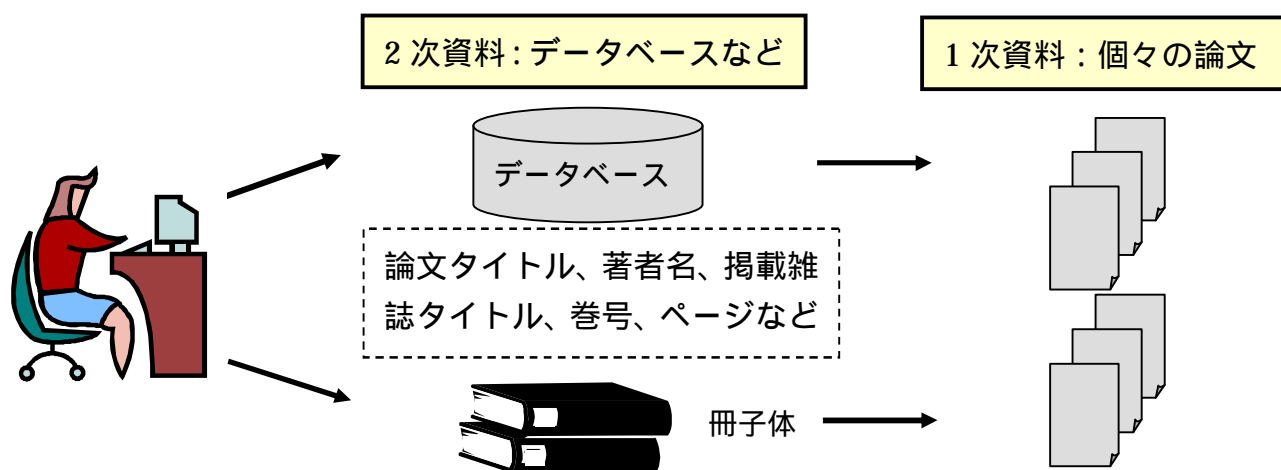 2 次資料：データベースなど
1 次資料：個々の論文
データベース
論文タイトル、著者名、掲載雑
誌タイトル、巻号、ページなど
冊子体